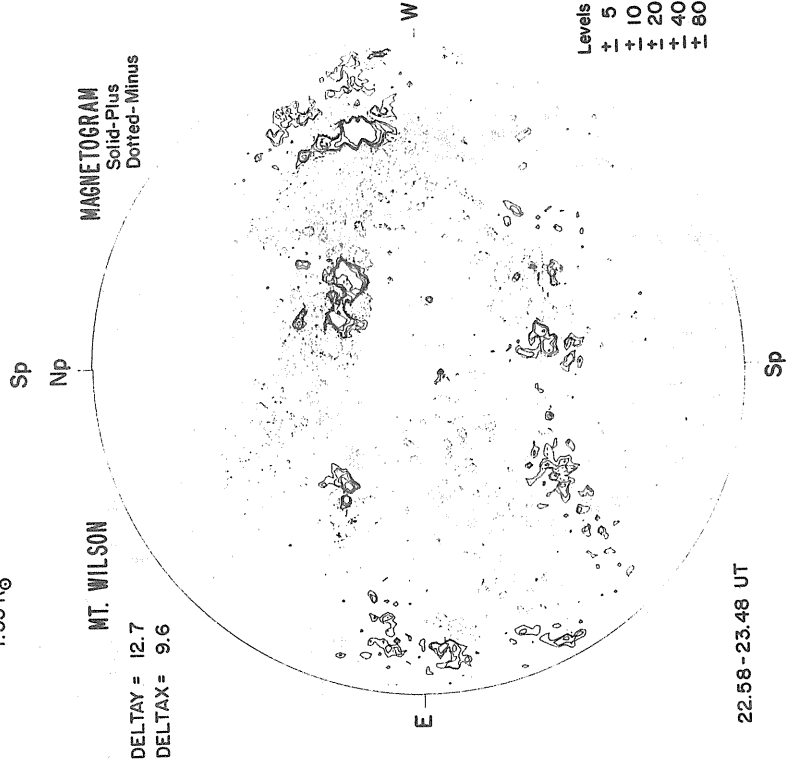 Sp
Np
MAGNETOGRAM
Solid-Plus
Dotted-Minus
MT. WILSON
DELTAY = 12.7
DELTAX= 9.6
W
E
Levels
± 5
± 10
± 20
± 40
± 80
22.58-23.48 UT
Sp